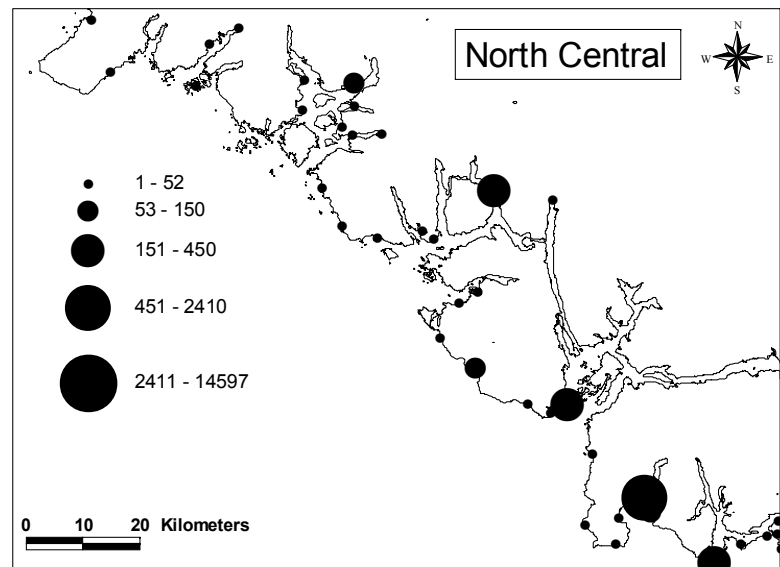 North Central
N
W E
S
1 - 52
53 - 150
151 - 450
451 - 2410
2411 - 14597
0 10 20 Kilometers